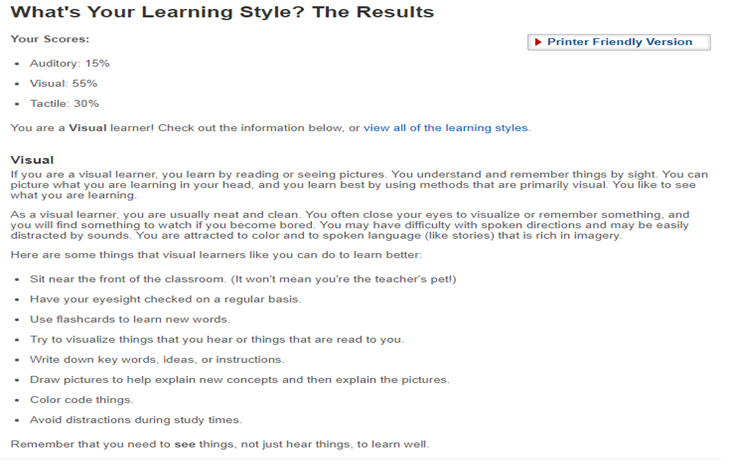 What's Your Learning Style? The Results
Your Scores:
Printer Friendly Version
• Auditory: 15%
• Visual: 55%
• Tactile: 30%
You are a Visual learner! Check out the information below, or view all of the learning styles.
Visual
If you are a visual learner, you learn by reading or seeing pictures. You understand and remember things by sight. You can
picture what you are learning in your head, and you learn best by using methods that are primarily visual. You like to see
what you are learning.
As a visual learner, you are usually neat and clean. You often close your eyes to visualize or remember something, and
you will find something to watch if you become bored. You may have difficulty with spoken directions and may be easily
distracted by sounds. You are attracted to color and to spoken language (like stories) that is rich in imagery.
Here are some things that visual learners like you can do to learn better:
• Sit near the front of the classroom. (It won't mean you're the teacher's pet!)
• Have your eyesight checked on a regular basis.
• Use flashcards to learn new words.
• Try to visualize things that you hear or things that are read to you.
• Write down key words, ideas, or instructions.
• Draw pictures to help explain new concepts and then explain the pictures.
• Color code things.
• Avoid distractions during study times.
Remember that you need to see things, not just hear things, to learn well.